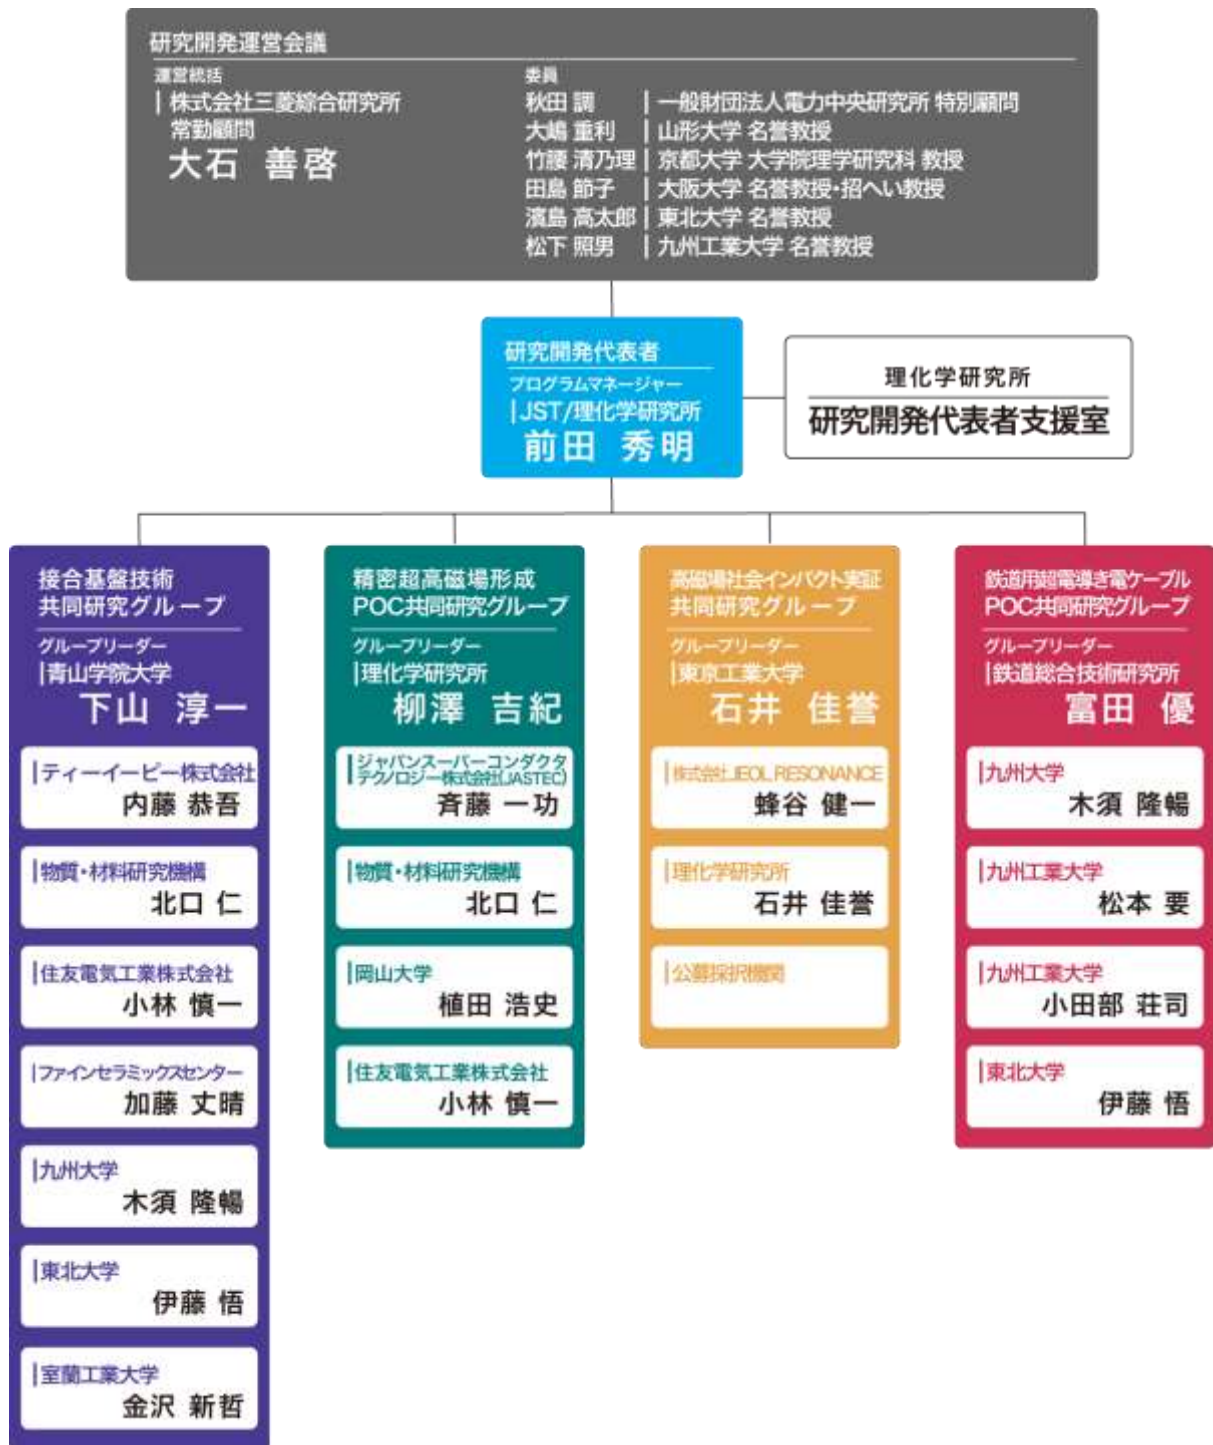 研究開発運営会議
運営総括
株式会社三菱綜合研究所
常勤顧問
大石 善啓
委員
秋田 調 一般財団法人電力中央研究所 特別顧問
大嶋 重利 山形大学 名誉教授
竹腰 清乃理 京都大学 大学院理学研究科 教授
田島 節子 大阪大学 名誉教授・招へい教授
濱島 高太郎 東北大学 名誉教授
松下 照男 九州工業大学 名誉教授
研究開発代表者
プログラムマネージャー
JST/理化学研究所
前田 秀明
理化学研究所
研究開発代表者支援室
接合基盤技術
共同研究グループ
グループリーダー
青山学院大学
下山 淳一
ティーイーピー株式会社
内藤 恭吾
物質・材料研究機構
北口 仁
住友電気工業株式会社
小林 慎一
ファインセラミックスセンター
加藤 丈晴
九州大学
木須 隆暢
東北大学
伊藤 悟
室蘭工業大学
金沢 新哲
精密超高磁場形成
POC共同研究グループ
グループリーダー
理化学研究所
柳澤 吉紀
ジャパンスーパーコンダクタ
テクノロジー株式会社(JASTEC)
斉藤 一功
物質・材料研究機構
北口 仁
岡山大学
植田 浩史
住友電気工業株式会社
小林 慎一
高磁場社会インパクト実証
共同研究グループ
グループリーダー
東京工業大学
石井 佳誉
株式会社JEOL RESONANCE
蜂谷 健一
理化学研究所
石井 佳誉
公募採択機関
鉄道用超電導き電ケーブル
POC共同研究グループ
グループリーダー
鉄道総合技術研究所
富田 優
九州大学
木須 隆暢
九州工業大学
松本 要
九州工業大学
小田部 荘司
東北大学
伊藤 悟